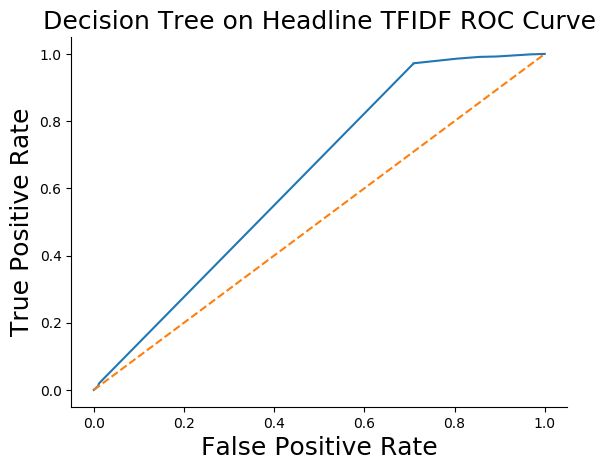 Decision Tree on Headline TFIDF ROC Curve
True Positive Rate
1.0
0.8
0.6
0.4
0.2
0.0
0.0 0.2 0.4 0.6 0.8 1.0
False Positive Rate